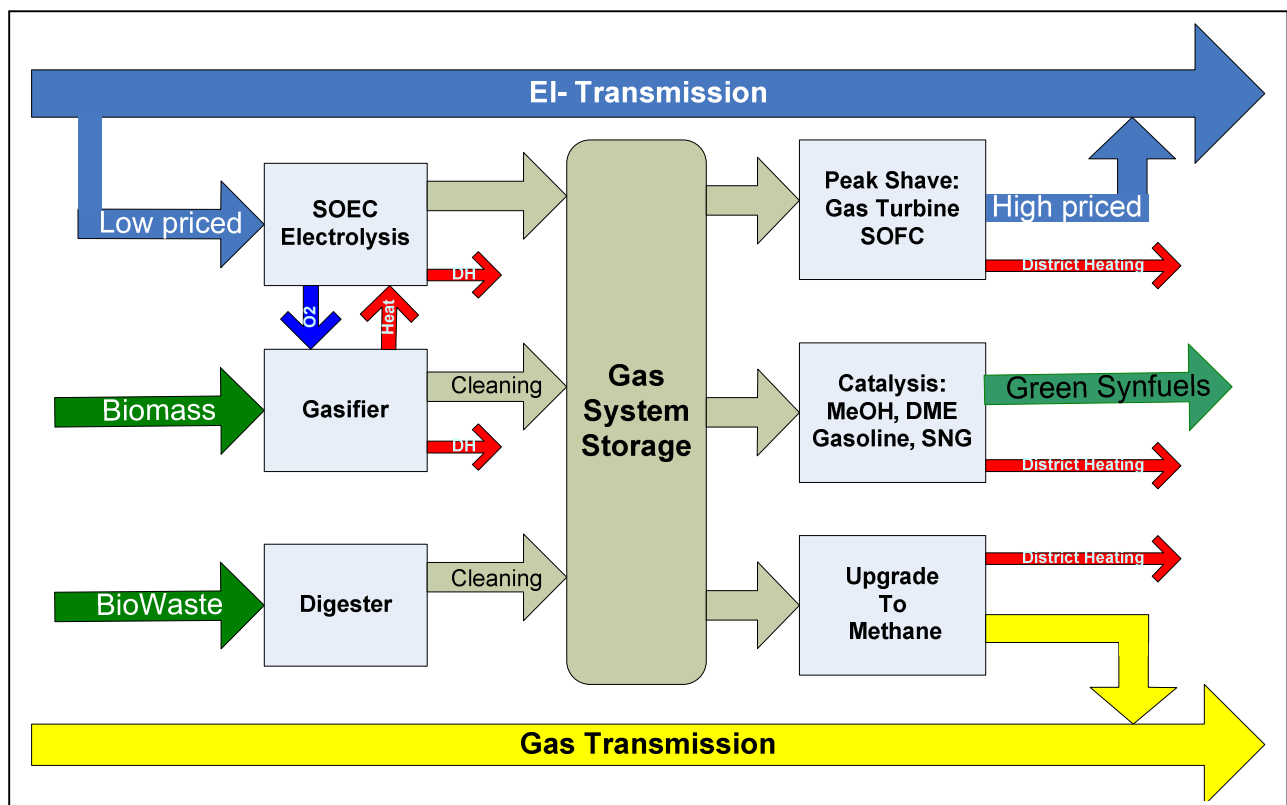 El- Transmission
Low priced
SOEC
Electrolysis
DH
O2
Heat
Peak Shave:
Gas Turbine
SOFC
High priced
District Heating
Biomass
Gasifier
Cleaning
DH
Gas
System
Storage
Catalysis:
MeOH, DME
Gasoline, SNG
Green Synfuels
District Heating
BioWaste
Digester
Cleaning
Upgrade
To
Methane
District Heating
Gas Transmission